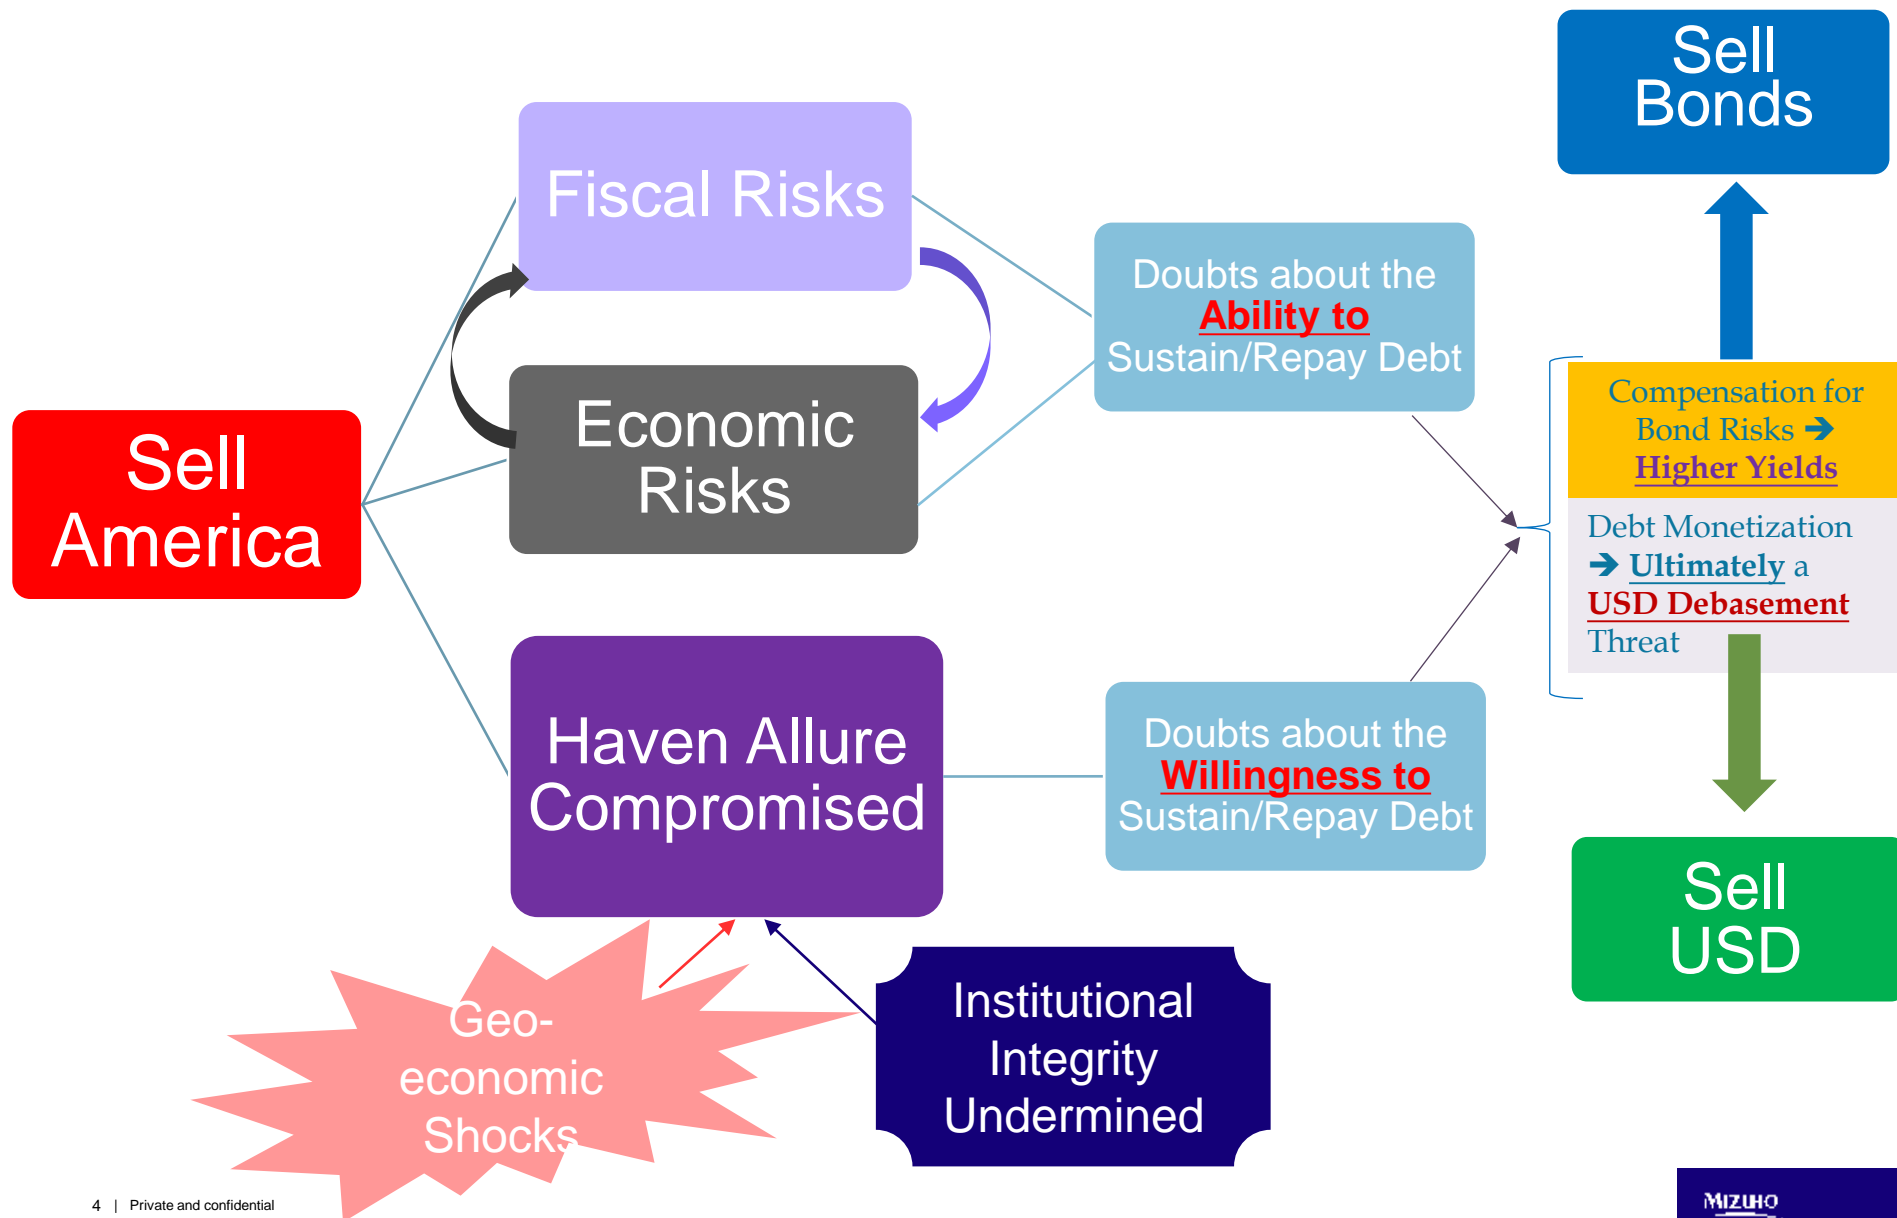 Sell
America
Fiscal Risks
Economic
Risks
Haven Allure
Compromised
Geo-
economic
Shocks
Institutional
Integrity
Undermined
Doubts about the
Ability to
Sustain/Repay Debt
Doubts about the
Willingness to
Sustain/Repay Debt
Sell
Bonds
Compensation for
Bond Risks ➔
Higher Yields
Debt Monetization
➔ Ultimately a
USD Debasement
Threat
Sell
USD
4 | Private and confidential
MIZUHO